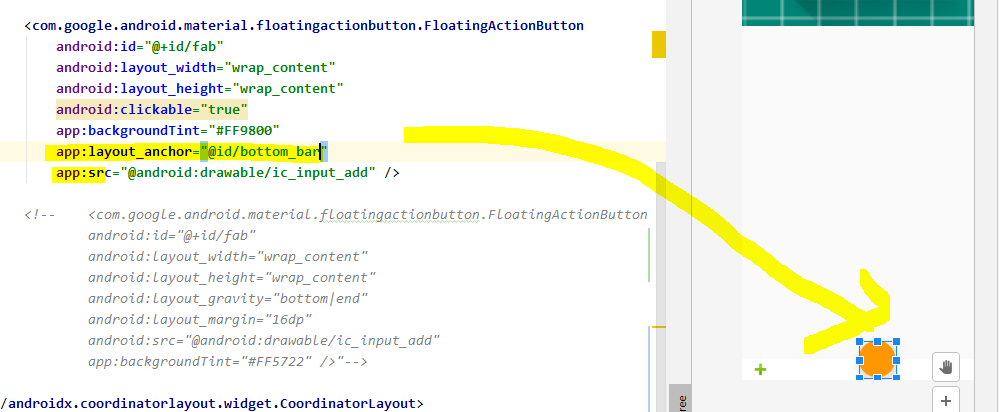 <com.google.android.material.floatingactionbutton.FloatingActionButton
android:id="@+id/fab"
android:layout_width="wrap_content"
android:layout_height="wrap_content"
android:clickable="true"
app:backgroundTint="#FF9800"
app:layout_anchor="@id/bottom_bar"
app:src="@android:drawable/ic_input_add" />
<!-- <com.google.android.material.floatingactionbutton.FloatingActionButton
android:id="@+id/fab"
android:layout_width="wrap_content"
android:layout_height="wrap_content"
android:layout_gravity="bottom|end"
android:layout_margin="16dp"
android:src="@android:drawable/ic_input_add"
app:backgroundTint="#FF5722" />"-->
/androidx.coordinatorlayout.widget.CoordinatorLayout>
ree